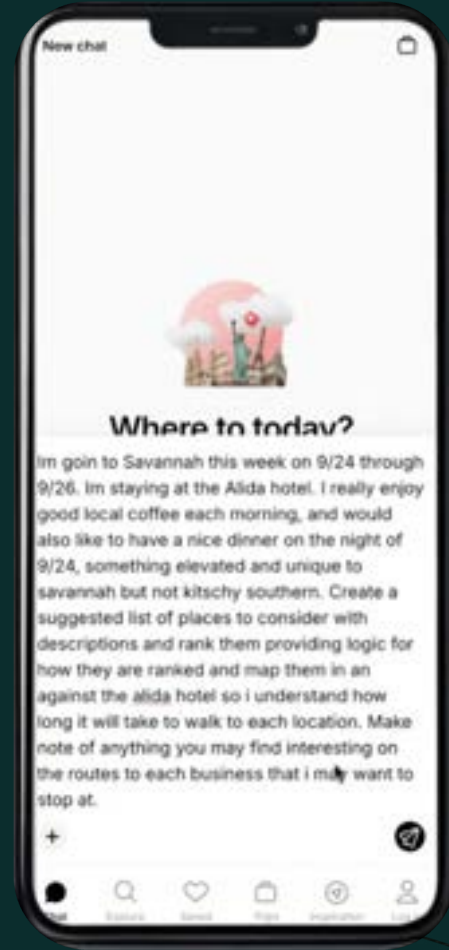 New chat
Where to today?
Im goin to Savannah this week on 9/24 through
9/26. Im staying at the Alida hotel. I really enjoy
good local coffee each morning, and would
also like to have a nice dinner on the night of
9/24, something elevated and unique to
savannah but not kitschy southern. Create a
suggested list of places to consider with
descriptions and rank them providing logic for
how they are ranked and map them in an
against the alida hotel so i understand how
long it will take to walk to each location. Make
note of anything you may find interesting on
the routes to each business that i may want to
stop at.
Chat Explore Saved Trips Inspiration